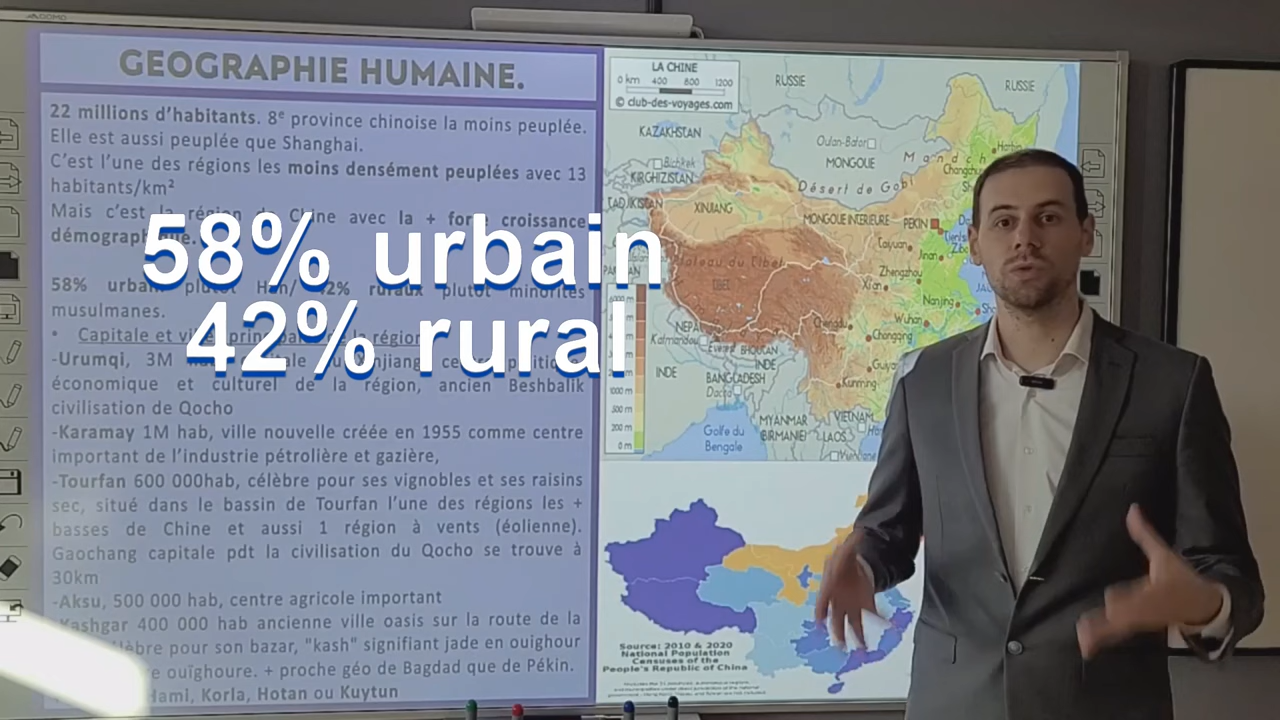 GEOGRAPHIE HUMAINE.
22 millions d'habitants. 8e province chinoise la moins peuplée.
Elle est aussi peuplée que Shanghai.
C'est l'une des régions les moins densément peuplées avec 13
habitants/km²
Mais c'est la région de Chine avec la + forte croissance
démographique.
58% urbain
42% rural
58% urbain plutôt Han/ 42% ruraux plutôt minorités
musulmanes.
• Capitale et villes principales de la région
-Urumqi, 3M
économique et culturel de la région, ancien Beshbalik
civilisation de Qocho
-Karamay 1M hab, ville nouvelle créée en 1955 comme centre
important de l'industrie pétrolière et gazière,
-Tourfan 600 000hab, célèbre pour ses vignobles et ses raisins
sec, situé dans le bassin de Tourfan l'une des régions les +
basses de Chine et aussi 1 région à vents (éolienne).
Gaochang capitale pdt la civilisation du Qocho se trouve à
30km
-Aksu, 500 000 hab, centre agricole important
-Kashgar 400 000 hab ancienne ville oasis sur la route de la
pour son bazar, "kash" signifiant jade en ouighour
ouïghoure. + proche géo de Bagdad que de Pékin.
Hami, Korla, Hotan ou Kuytun
LA CHINE
0 km 400 800 1200
© club-des-voyages.com
RUSSIE
RUSSIE
KAZAKHSTAN
Oulan-Bator
MONGOLIE
Bichkek
KIRGHIZISTAN
TADJIKISTAN
Désert de Gobi
Harbin
XINJIANG
MONGOLIE INTERIEURE
PEKIN
Taiyuan
Jinan
Plateau du Tibet
TIBET
Zhengzhou
Xi'an
Nanjing
Wuhan
Chengdu
Chongqing
NEPAL
Katmandou
Everest
BHOUTAN
INDE
INDE
BANGLADESH
Dacca
Kunming
MYANMAR
(BIRMANIE)
VIETNAM
LAOS
Golfe du
Bengale
1000 m
500 m
200 m
0 m
Source: 2010 & 2020
National Population
Censuses of the
People's Republic of China